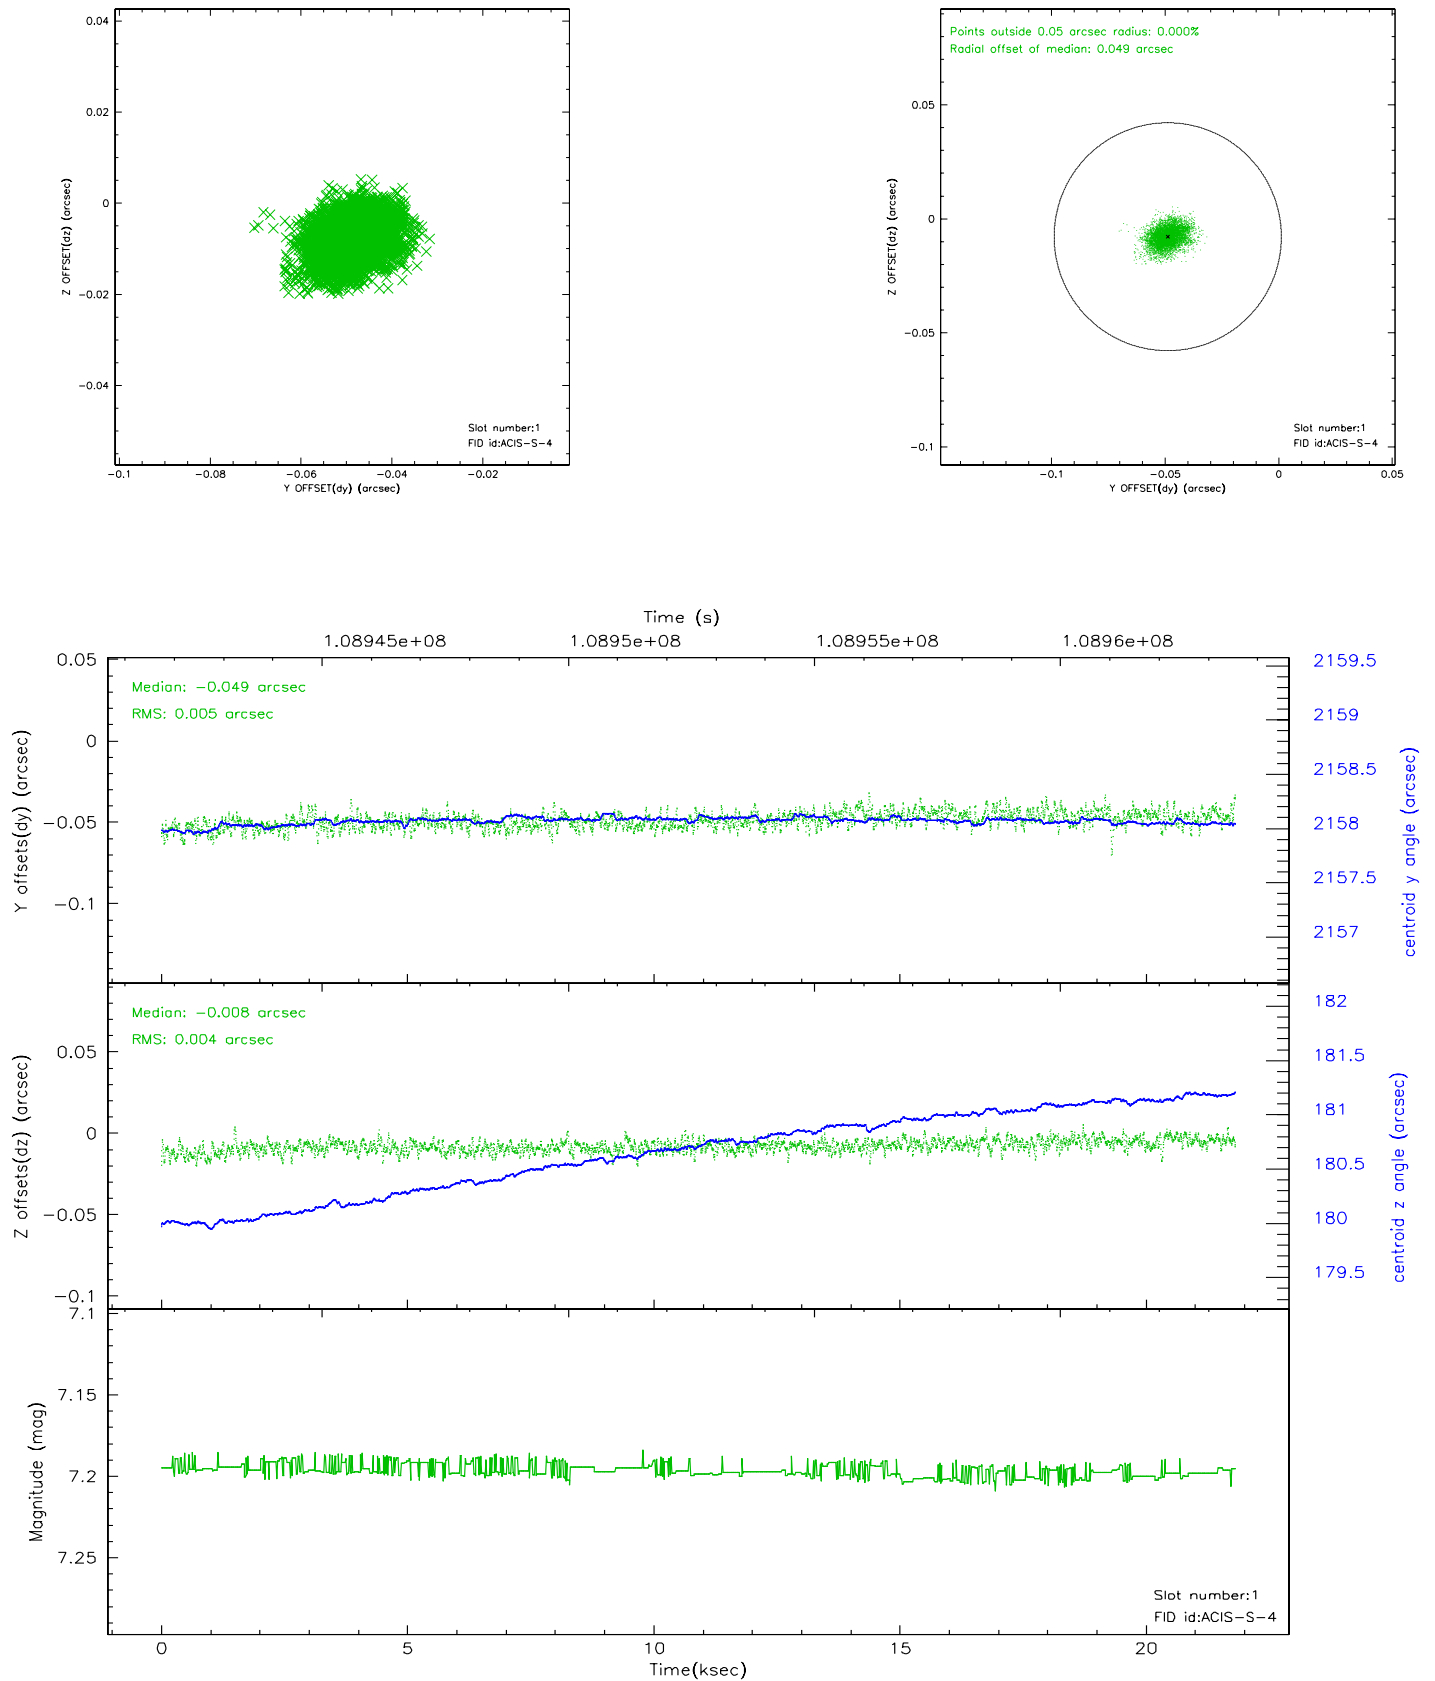 0.04
0.02
0
−0.02
−0.04
Z OFFSET(dz) (arcsec)
Slot number:1
FID id:ACIS−S−4
−0.1
−0.08
−0.06
−0.04
−0.02
Y OFFSET(dy) (arcsec)
Points outside 0.05 arcsec radius: 0.000%
Radial offset of median: 0.049 arcsec
0.05
0
−0.05
−0.1
Z OFFSET(dz) (arcsec)
Slot number:1
FID id:ACIS−S−4
−0.1
−0.05
0
0.05
Y OFFSET(dy) (arcsec)
Time (s)
1.08945e+08
1.0895e+08
1.08955e+08
1.0896e+08
0.05
0
−0.05
−0.1
Y offsets(dy) (arcsec)
Median: −0.049 arcsec
RMS: 0.005 arcsec
2159.5
2159
2158.5
2158
2157.5
2157
centroid y angle (arcsec)
0.05
0
−0.05
−0.1
Z offsets(dz) (arcsec)
Median: −0.008 arcsec
RMS: 0.004 arcsec
182
181.5
181
180.5
180
179.5
centroid z angle (arcsec)
7.1
7.15
7.2
7.25
Magnitude (mag)
Slot number:1
FID id:ACIS−S−4
0
5
10
15
20
Time(ksec)